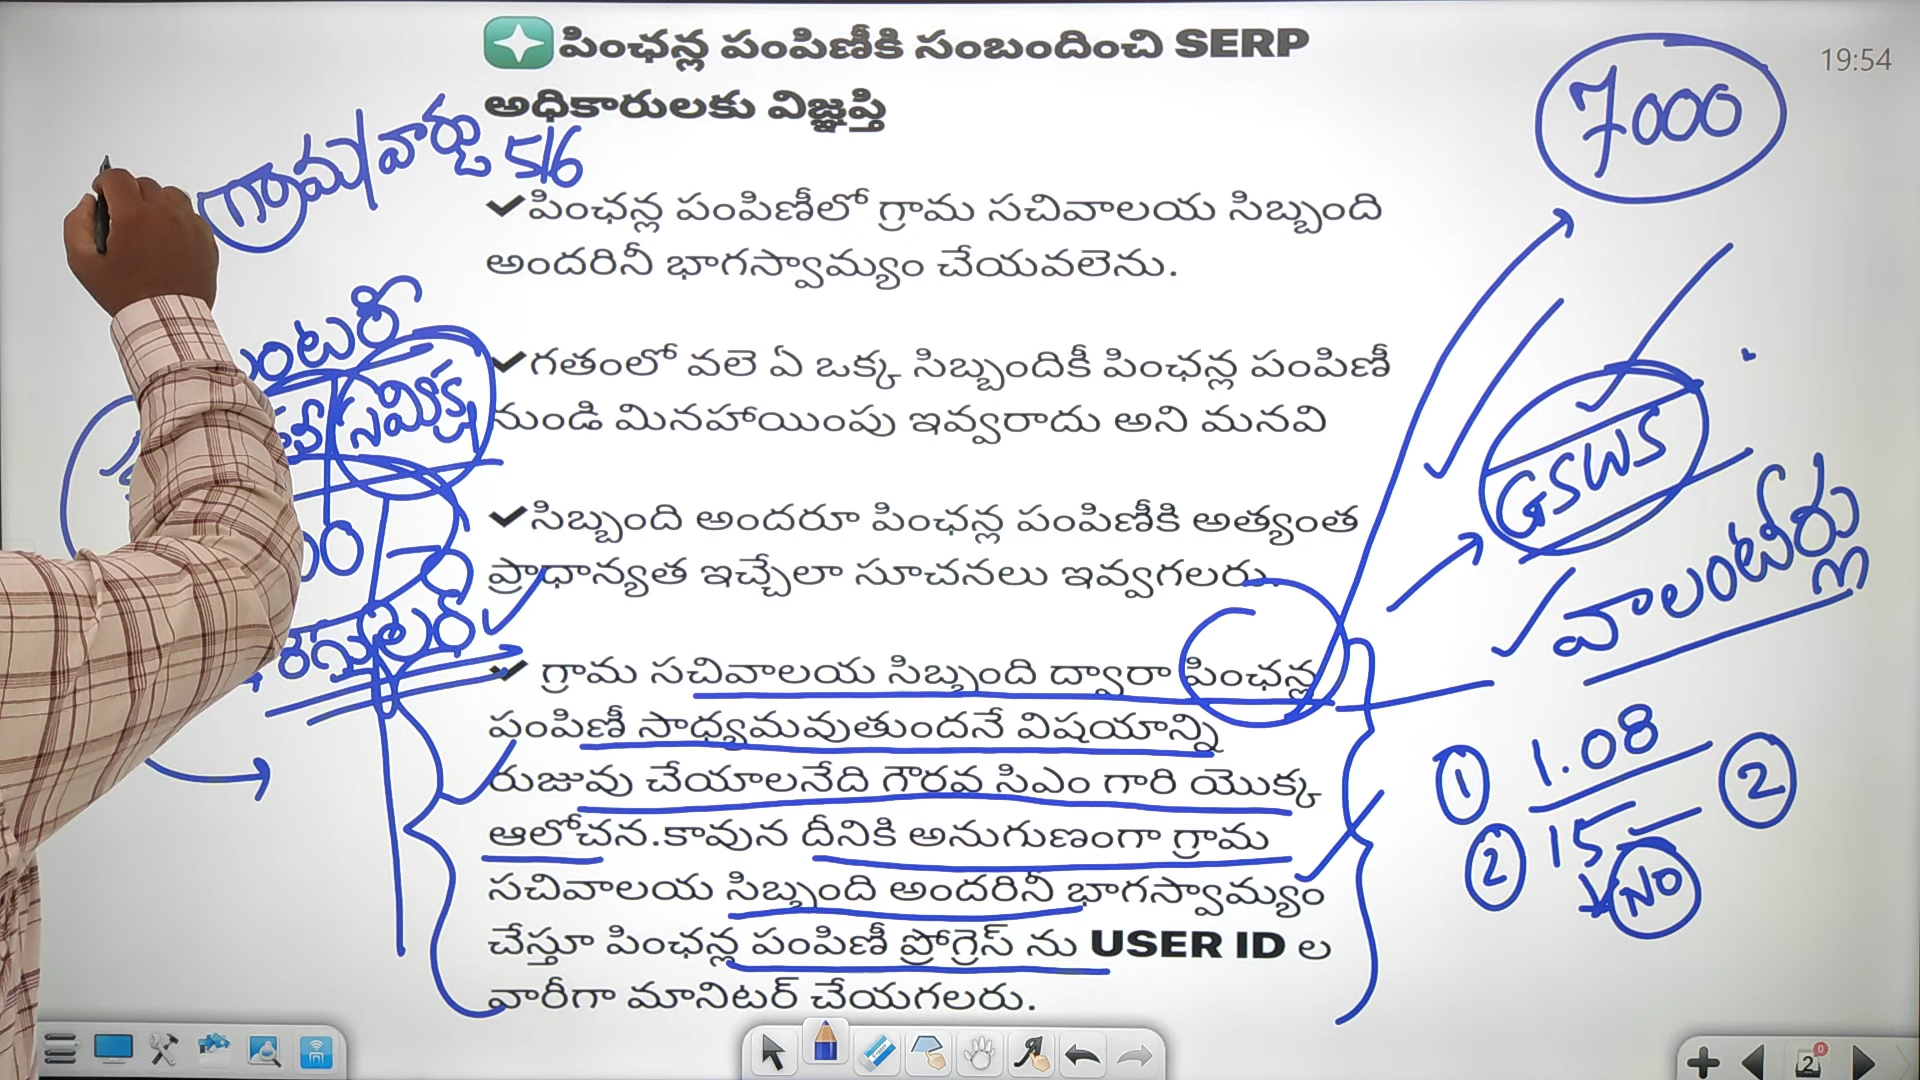 పింఛన్ల పంపిణీకి సంబందించి SERP
అధికారులకు విజ్ఞప్తి
19:54
7000
గ్రామ/వార్డు 5/6
✔పింఛన్ల పంపిణీలో గ్రామ సచివాలయ సిబ్బంది
అందరినీ భాగస్వామ్యం చేయవలెను.
✔గతంలో వలె ఏ ఒక్క సిబ్బందికీ పింఛన్ల పంపిణీ
నుండి మినహాయింపు ఇవ్వరాదు అని మనవి
సమీక్ష
GSWS
✔సిబ్బంది అందరూ పింఛన్ల పంపిణీకి అత్యంత
ప్రాధాన్యత ఇచ్చేలా సూచనలు ఇవ్వగలరు.
వాలంటీర్లు
✔ గ్రామ సచివాలయ సిబ్బంది ద్వారా పింఛన్ల
పంపిణీ సాధ్యమవుతుందనే విషయాన్ని
రుజువు చేయాలనేది గౌరవ సిఎం గారి యొక్క
ఆలోచన.కావున దీనికి అనుగుణంగా గ్రామ
సచివాలయ సిబ్బంది అందరినీ భాగస్వామ్యం
చేస్తూ పింఛన్ల పంపిణీ ప్రోగ్రెస్ ను USER ID ల
వారీగా మానిటర్ చేయగలరు.
1 1.08 2
2 15
NO
2